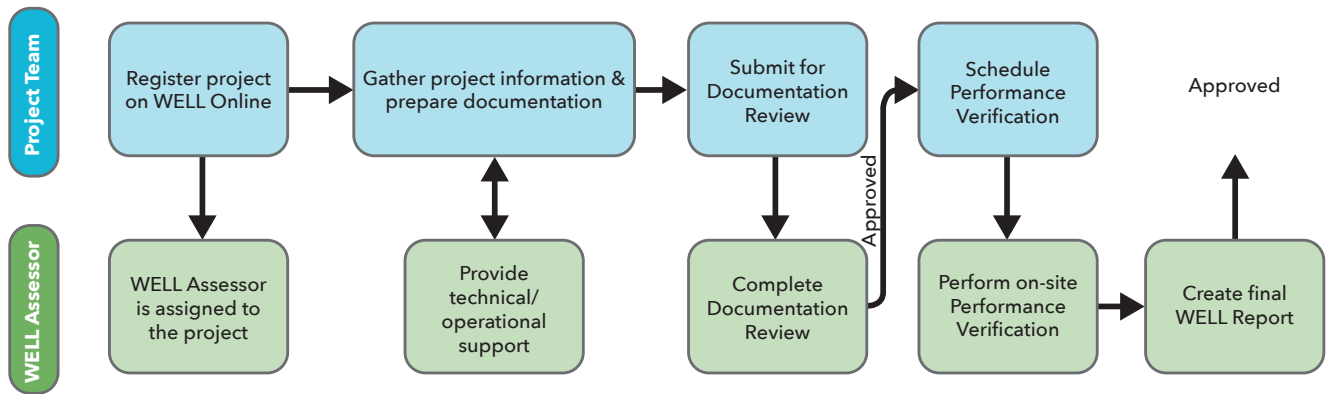 Project Team
Register project
on WELL Online
Gather project information &
prepare documentation
Submit for
Documentation
Review
Schedule
Performance
Verification
Approved
Approved
WELL Assessor
WELL Assessor
is assigned to
the project
Provide
technical/
operational
support
Complete
Documentation
Review
Perform on-site
Performance
Verification
Create final
WELL Report